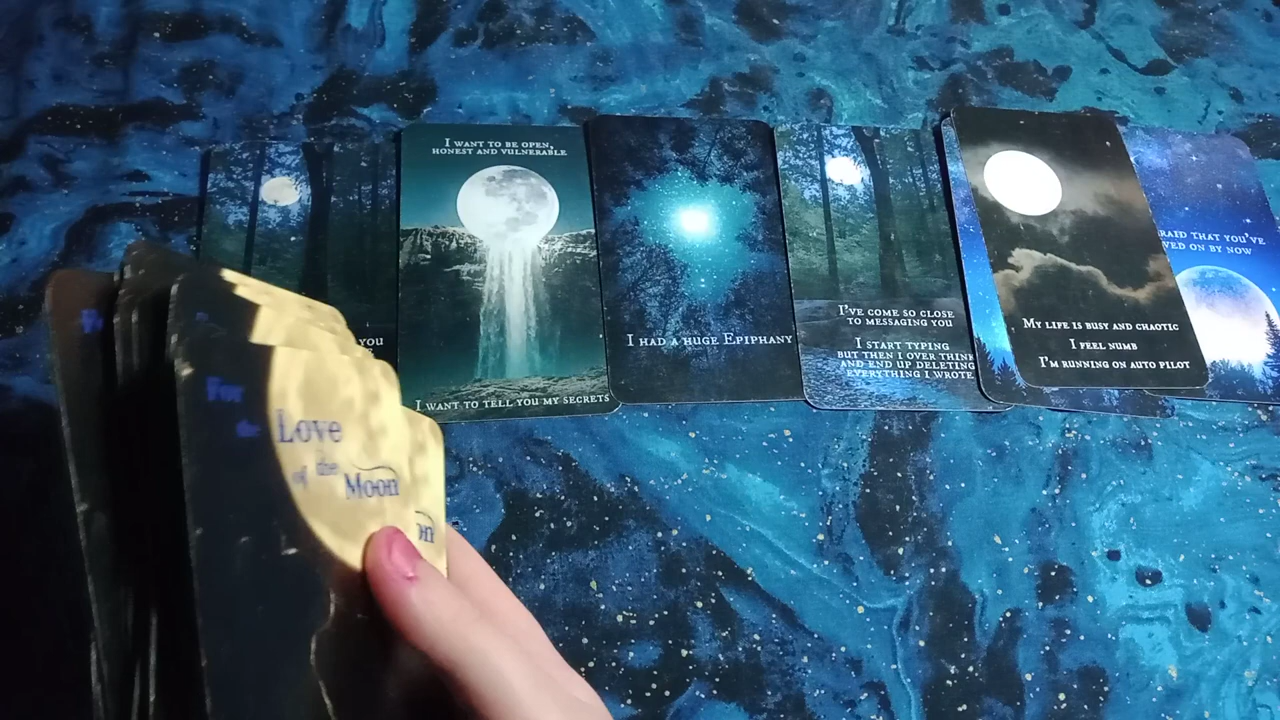 I WANT TO BE OPEN,
HONEST AND VULNERABLE
I WANT TO TELL YOU MY SECRETS
I HAD A HUGE EPIPHANY
I'VE COME SO CLOSE
TO MESSAGING YOU
I START TYPING
BUT THEN I OVER THINK
AND END UP DELETING
EVERYTHING I WROTE
MY LIFE IS BUSY AND CHAOTIC
I FEEL NUMB
I'M RUNNING ON AUTO PILOT
THAT YOU'VE
ON BY NOW
YOU
For
the
Love
of the
Moon